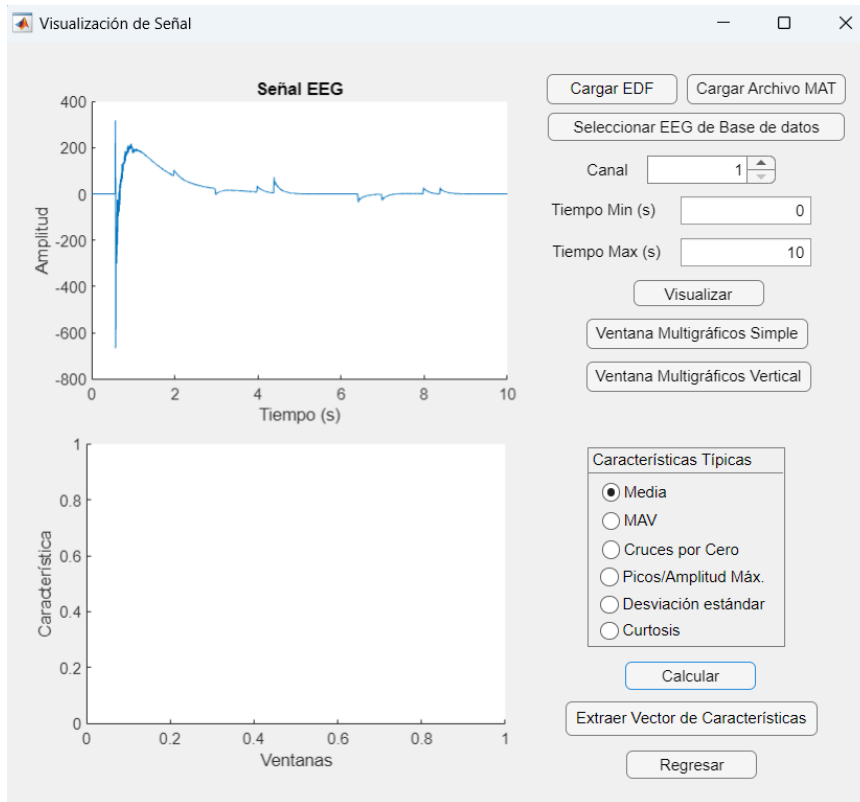 Visualización de Señal
Señal EEG
400
200
0
-200
-400
-600
-800
Amplitud
0 2 4 6 8 10
Tiempo (s)
Cargar EDF Cargar Archivo MAT
Seleccionar EEG de Base de datos
Canal 1
Tiempo Min (s) 0
Tiempo Max (s) 10
Visualizar
Ventana Multigráficos Simple
Ventana Multigráficos Vertical
1
0.8
0.6
0.4
0.2
0
Característica
0 0.2 0.4 0.6 0.8 1
Ventanas
Características Típicas
Media
MAV
Cruces por Cero
Picos/Amplitud Máx.
Desviación estándar
Curtosis
Calcular
Extraer Vector de Características
Regresar